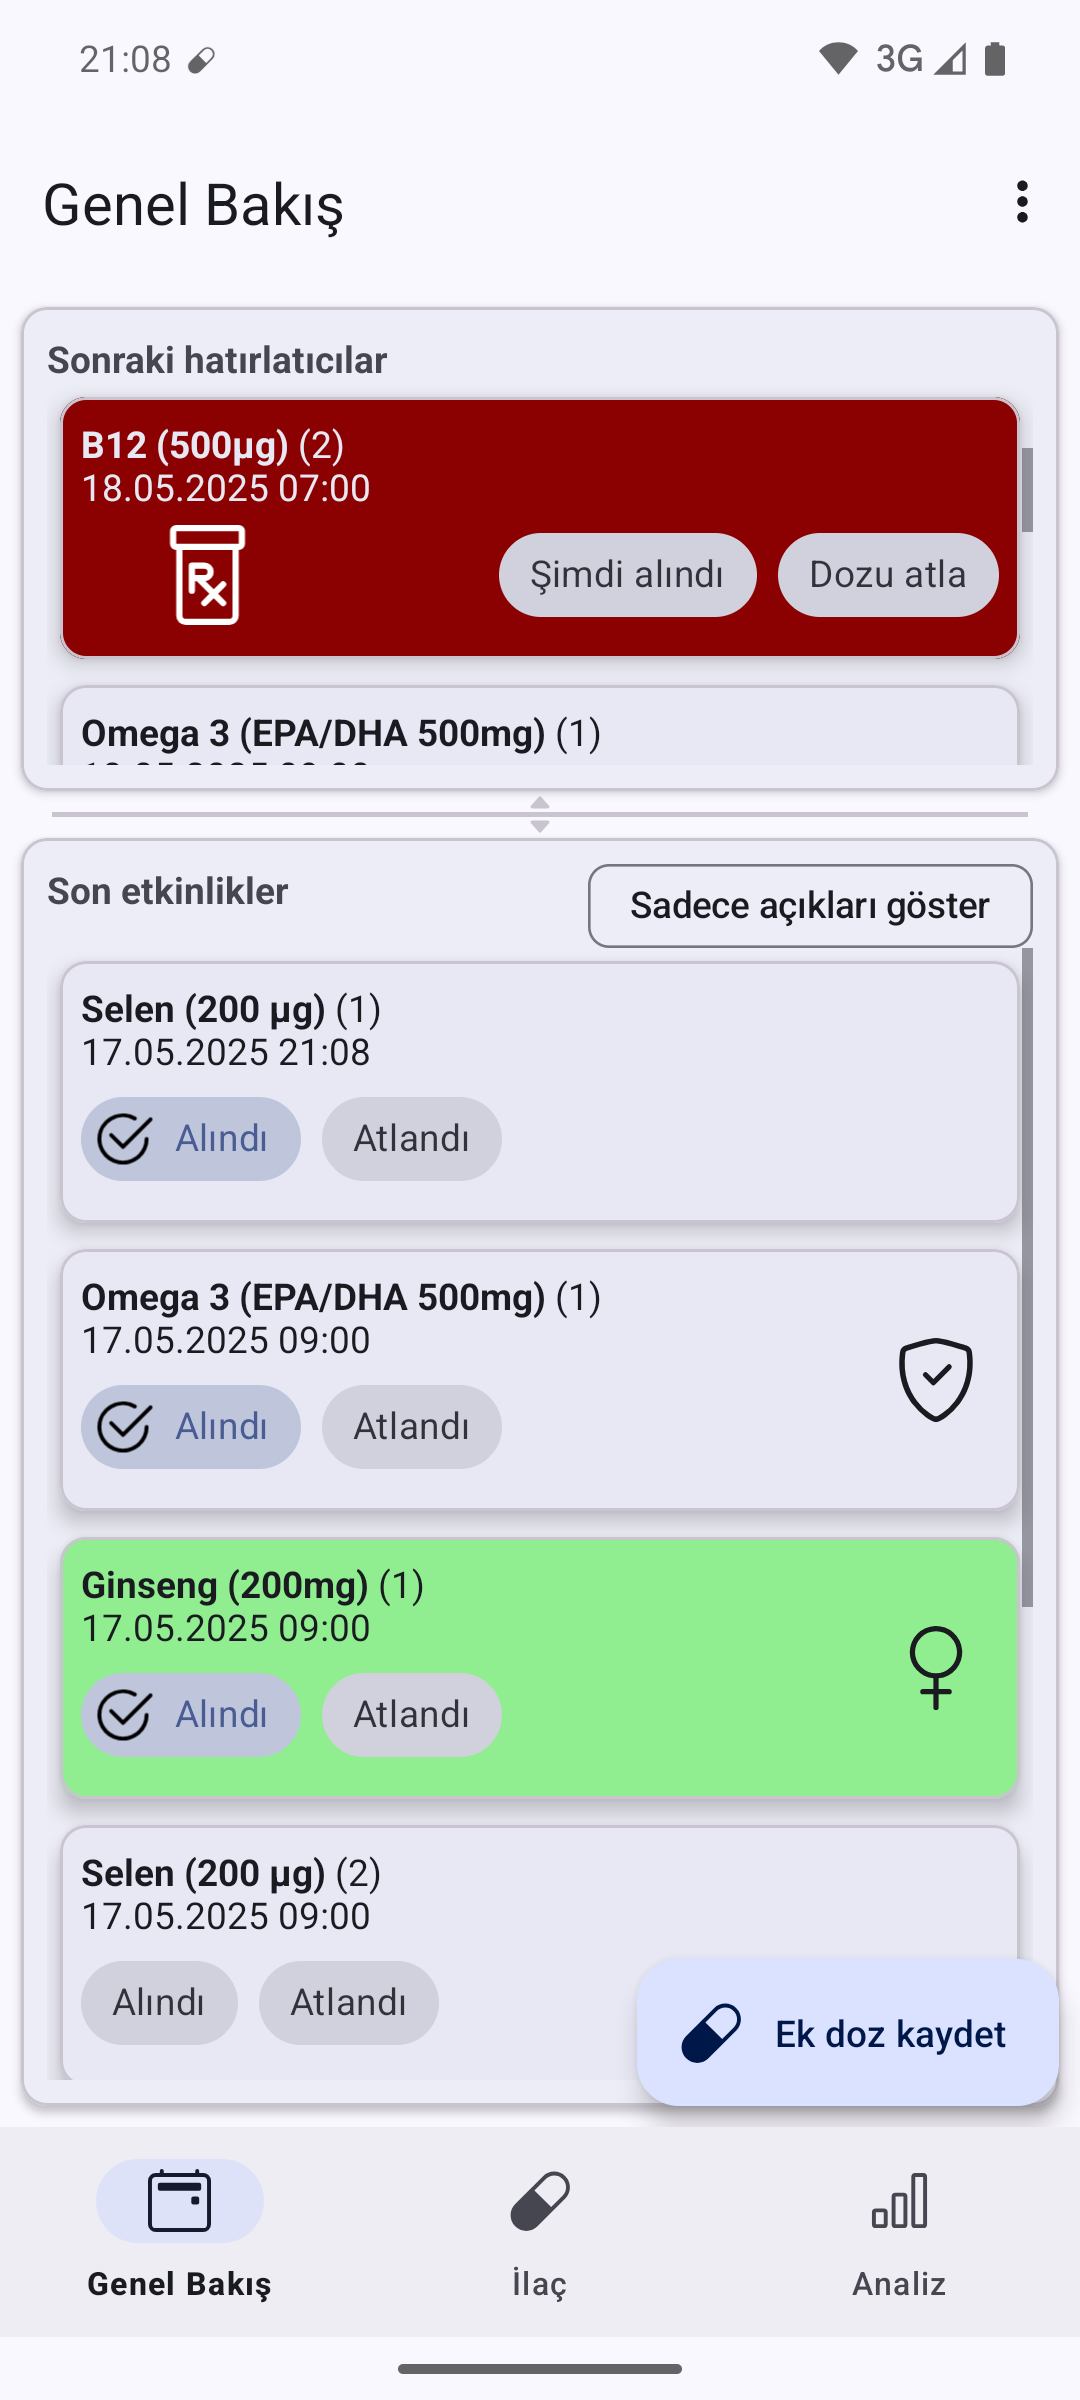 21:08
3G
Genel Bakış
Sonraki hatırlatıcılar
B12 (500µg) (2)
18.05.2025 07:00
Rx
Şimdi alındı
Dozu atla
Omega 3 (EPA/DHA 500mg) (1)
Son etkinlikler
Sadece açıkları göster
Selen (200 µg) (1)
17.05.2025 21:08
Alındı
Atlandı
Omega 3 (EPA/DHA 500mg) (1)
17.05.2025 09:00
Alındı
Atlandı
Ginseng (200mg) (1)
17.05.2025 09:00
Alındı
Atlandı
Selen (200 µg) (2)
17.05.2025 09:00
Alındı
Atlandı
Ek doz kaydet
Genel Bakış
İlaç
Analiz